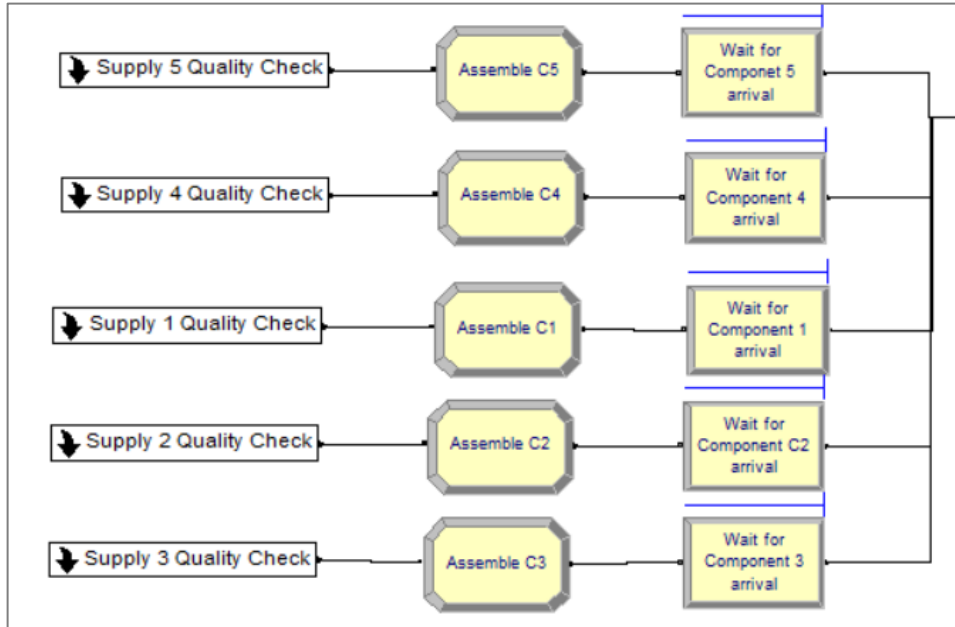 Supply 5 Quality Check
Assemble C5
Wait for
Componet 5
arrival
Supply 4 Quality Check
Assemble C4
Wait for
Component 4
arrival
Supply 1 Quality Check
Assemble C1
Wait for
Component 1
arrival
Supply 2 Quality Check
Assemble C2
Wait for
Component C2
arrival
Supply 3 Quality Check
Assemble C3
Wait for
Component 3
arrival